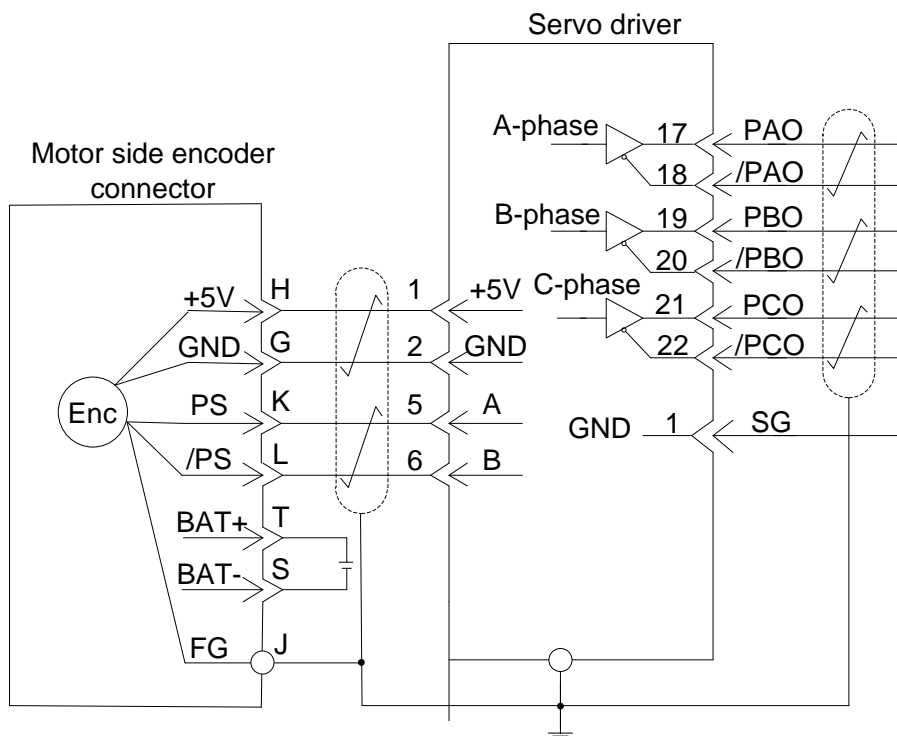 Servo driver
A-phase 17 PAO
18 /PAO
B-phase 19 PBO
20 /PBO
C-phase 21 PCO
22 /PCO
GND 1 SG
Motor side encoder
connector
+5V H 1 +5V
GND G 2 GND
Enc
PS K 5 A
/PS L 6 B
BAT+ T
BAT- S
FG J